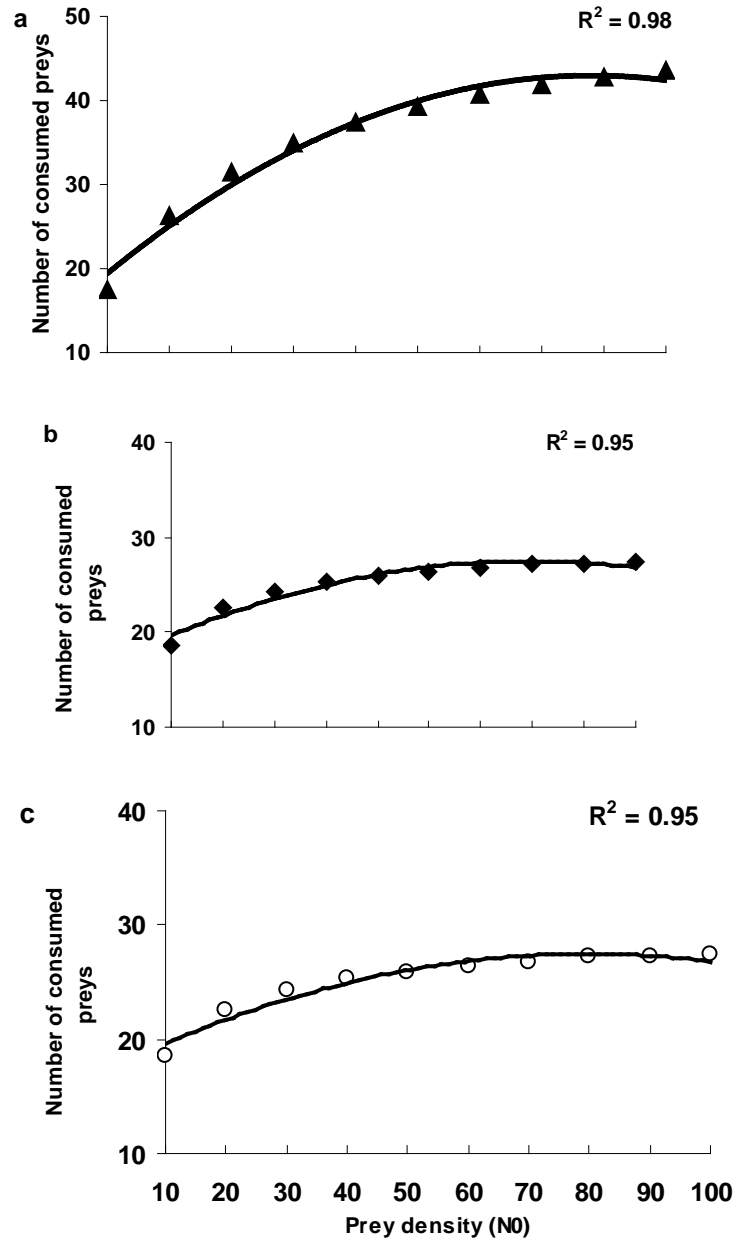 a
R² = 0.98
Number of consumed preys
50
40
30
20
10
b
R² = 0.95
Number of consumed
preys
40
30
20
10
c
R² = 0.95
Number of consumed
preys
40
30
20
10
10 20 30 40 50 60 70 80 90 100
Prey density (N0)